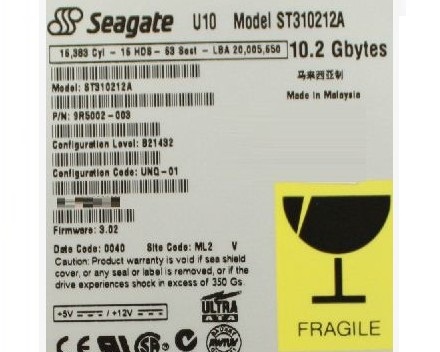 Seagate U10 Model ST310212A
16,383 Cyl - 16 HDS - 63 Sect - LBA 20,005,650
10.2 Gbytes
Model: ST310212A
马来西亚制
Made in Malaysia
P/N: 9R5002-003
Configuration Level: B21432
Configuration Code: UNQ-01
Firmware: 3.02
Date Code: 0040 Site Code: ML2 V
Caution: Product warranty is void if sea shield
cover, or any seal or label is removed, or if the
drive experiences shock in excess of 350 Gs
+5V +12V
ULTRA
ATA
FRAGILE